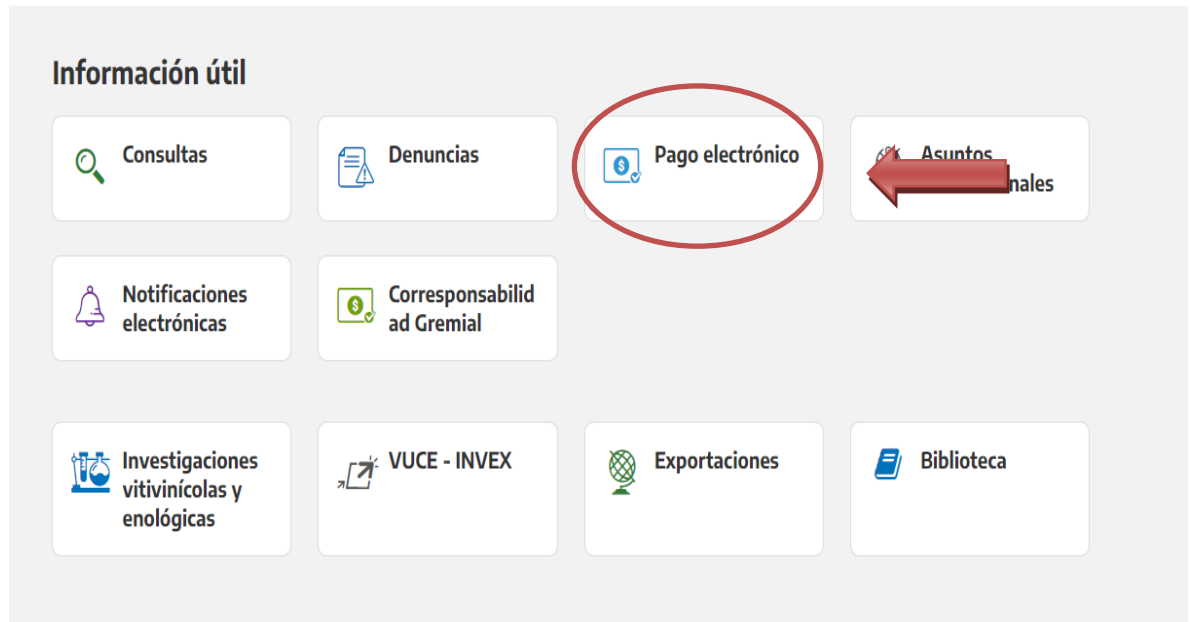 Información útil
Consultas
Denuncias
Pago electrónico
Asuntos
nales
Notificaciones
electrónicas
Corresponsabilid
ad Gremial
Investigaciones
vitivinícolas y
enológicas
VUCE - INVEX
Exportaciones
Biblioteca